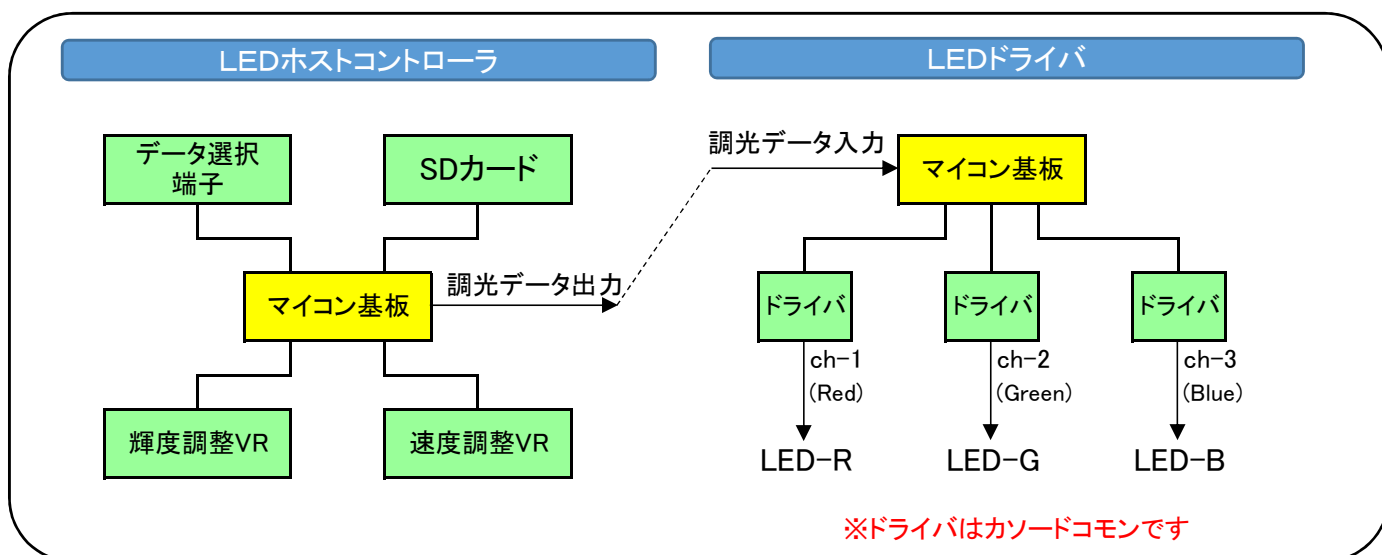 LEDホストコントローラ
データ選択
端子
SDカード
マイコン基板
調光データ出力
輝度調整VR
速度調整VR
LEDドライバ
調光データ入力
マイコン基板
ドライバ
ドライバ
ドライバ
ch-1
(Red)
ch-2
(Green)
ch-3
(Blue)
LED-R
LED-G
LED-B
※ドライバはカソードコモンです